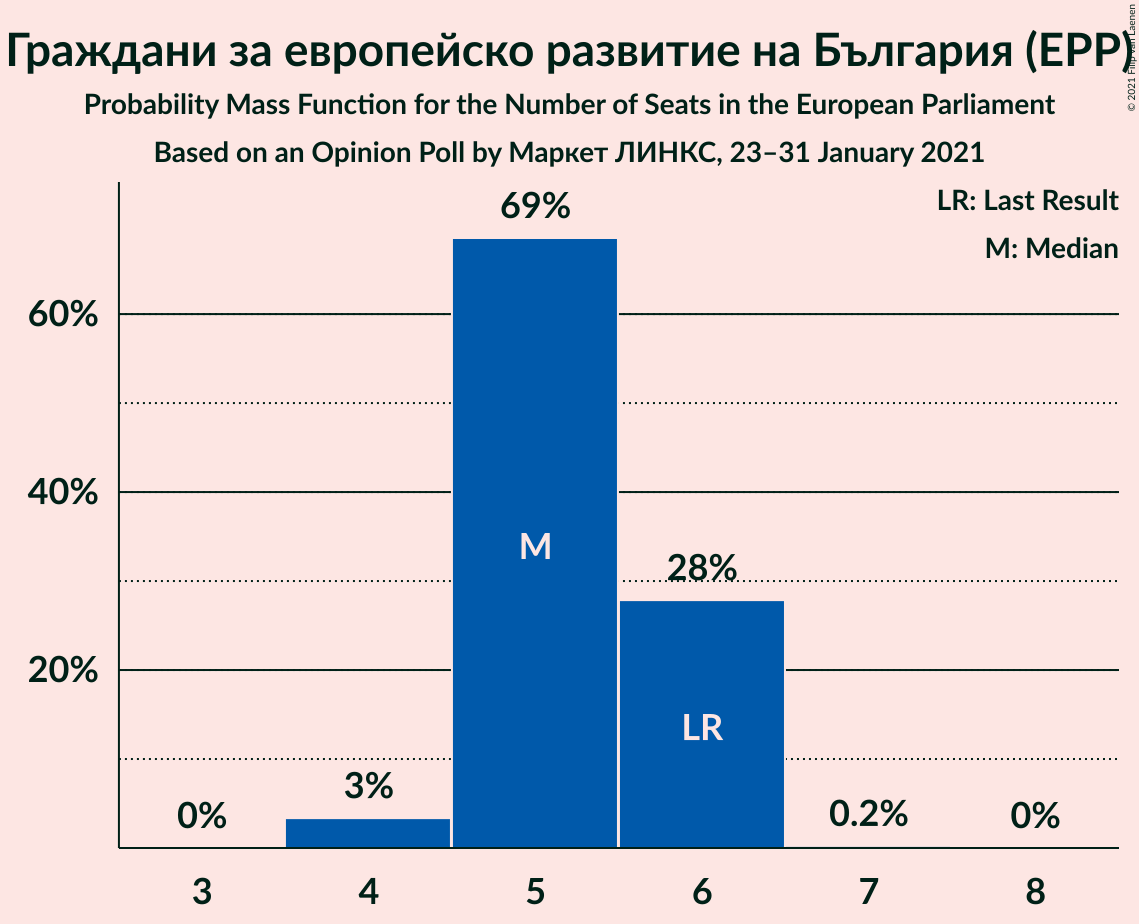 Граждани за европейско развитие на България (EPP)
© 2021 Filip van Laenen
Probability Mass Function for the Number of Seats in the European Parliament
Based on an Opinion Poll by Маркет ЛИНКС, 23–31 January 2021
LR: Last Result
M: Median
69%
60%
40%
M
28%
20%
LR
3%
0%
0.2%
0%
3 4 5 6 7 8